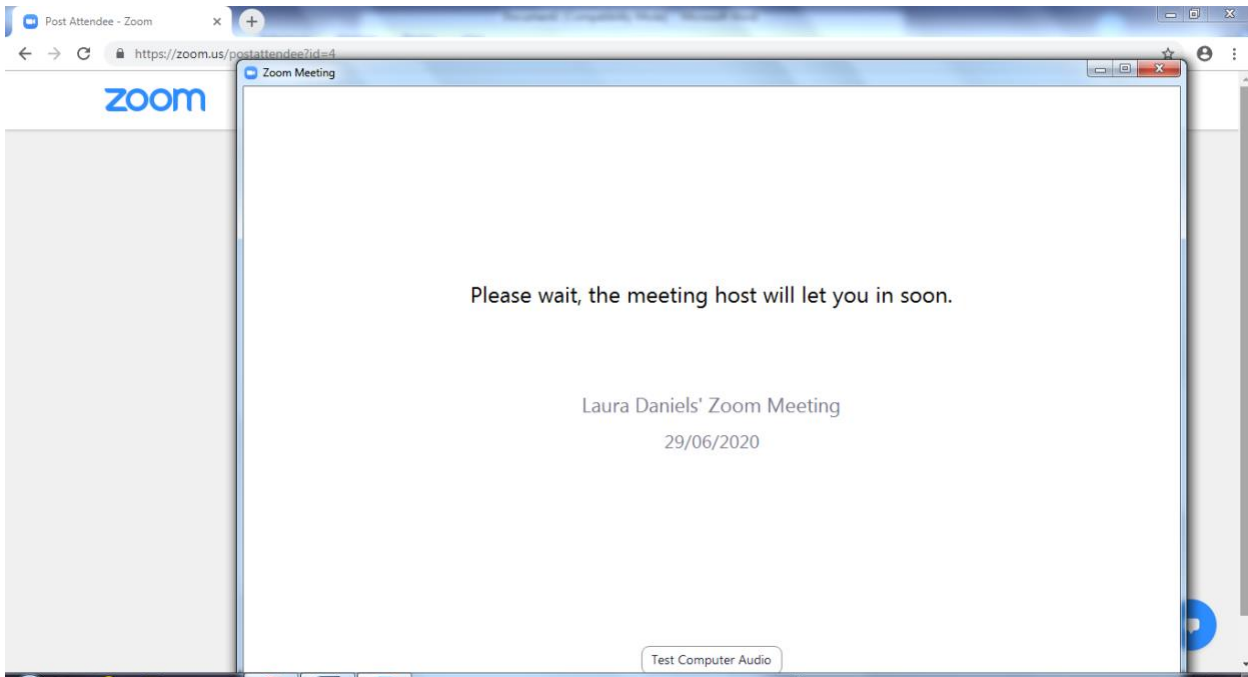 Post Attendee - Zoom
https://zoom.us/postattendee?id=4
Zoom Meeting
zoom
Please wait, the meeting host will let you in soon.
Laura Daniels' Zoom Meeting
29/06/2020
Test Computer Audio